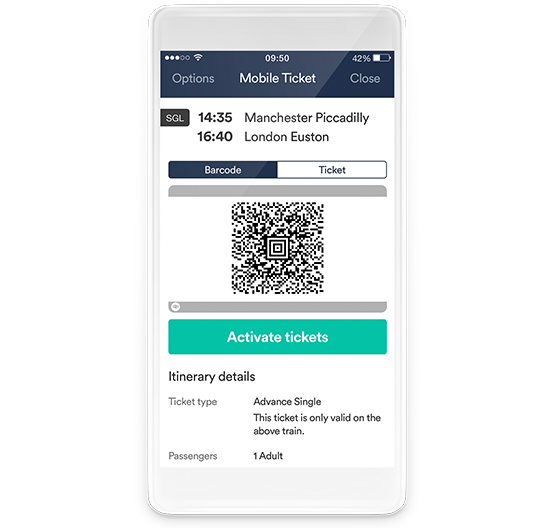 09:50 42%
Options Mobile Ticket Close
SGL 14:35 Manchester Piccadilly
16:40 London Euston
Barcode Ticket
Activate tickets
Itinerary details
Ticket type Advance Single
This ticket is only valid on the
above train.
Passengers 1 Adult